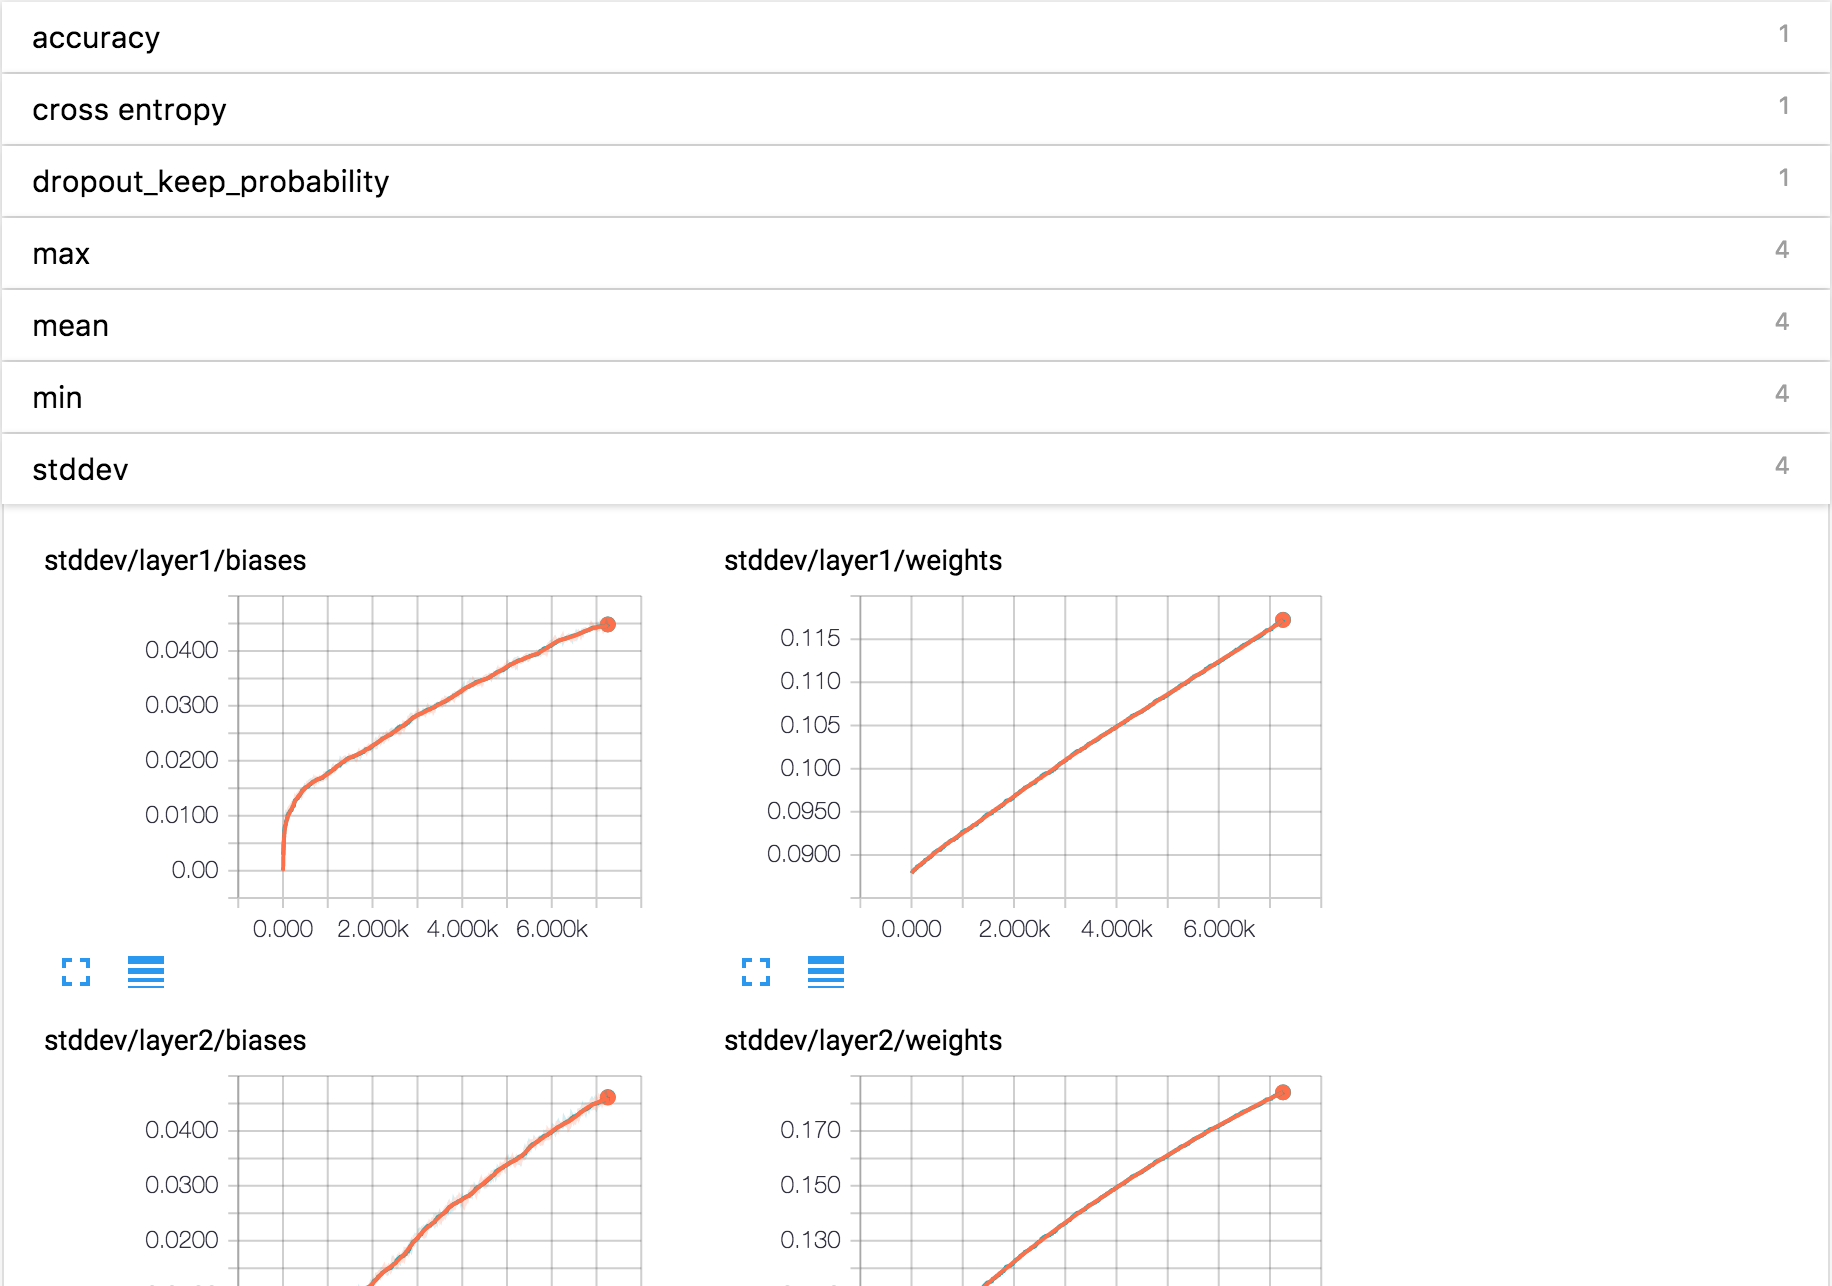 accuracy 1
cross entropy 1
dropout_keep_probability 1
max 4
mean 4
min 4
stddev 4
stddev/layer1/biases
0.0400
0.0300
0.0200
0.0100
0.00
0.000 2.000k 4.000k 6.000k
stddev/layer1/weights
0.115
0.110
0.105
0.100
0.0950
0.0900
0.000 2.000k 4.000k 6.000k
stddev/layer2/biases
0.0400
0.0300
0.0200
stddev/layer2/weights
0.170
0.150
0.130